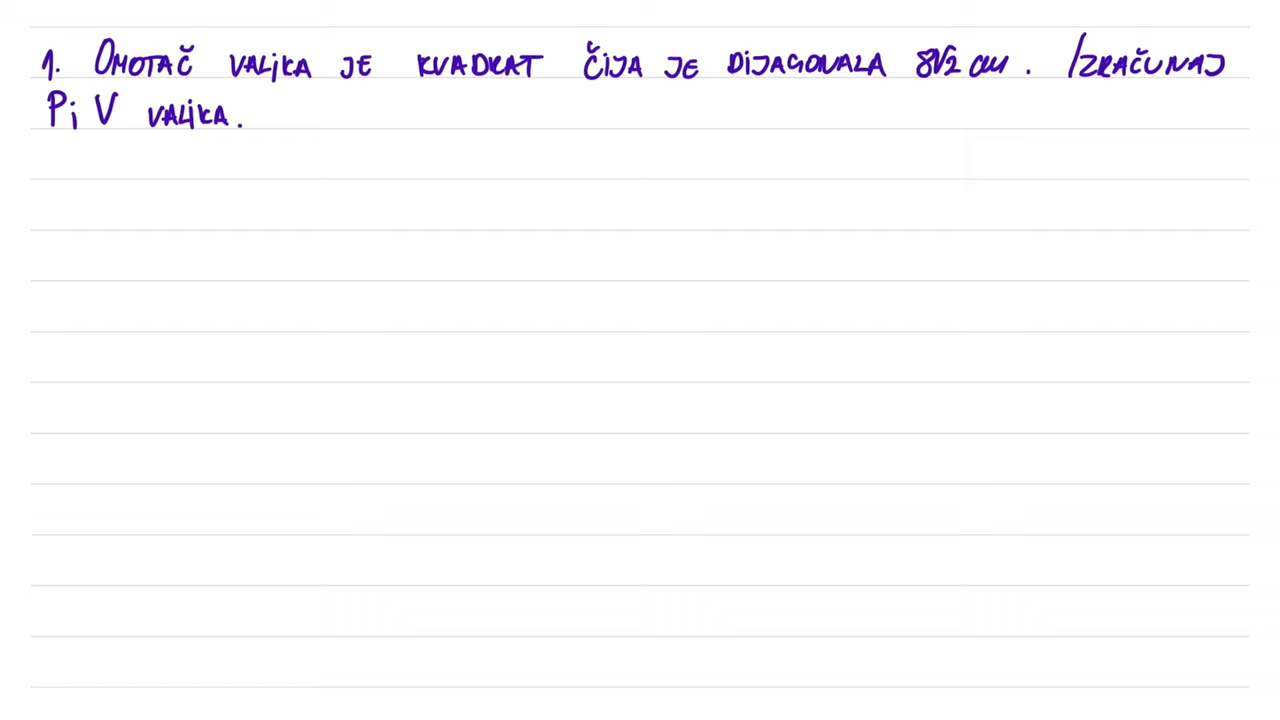 1. OMOTAČ VALJKA JE KVADRAT ČIJA JE DIJAGONALA 8√2 cm. IZRAČUNAJ
P i V VALJKA.